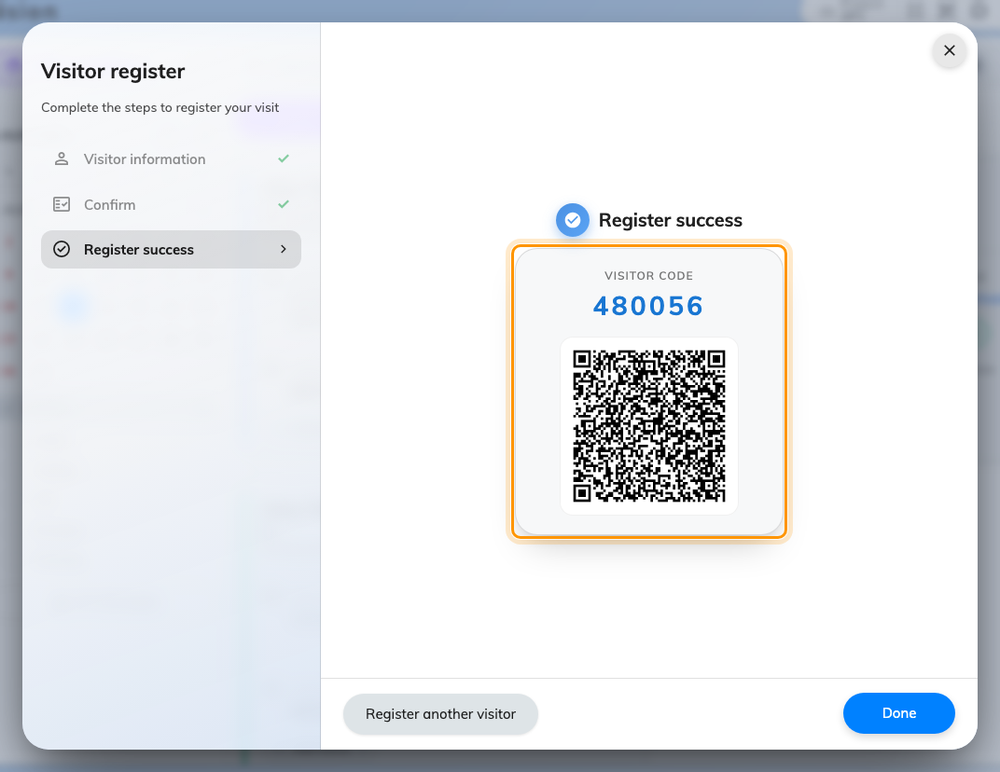 Visitor register
Complete the steps to register your visit
Visitor information
Confirm
Register success
Register success
VISITOR CODE
480056
Register another visitor
Done